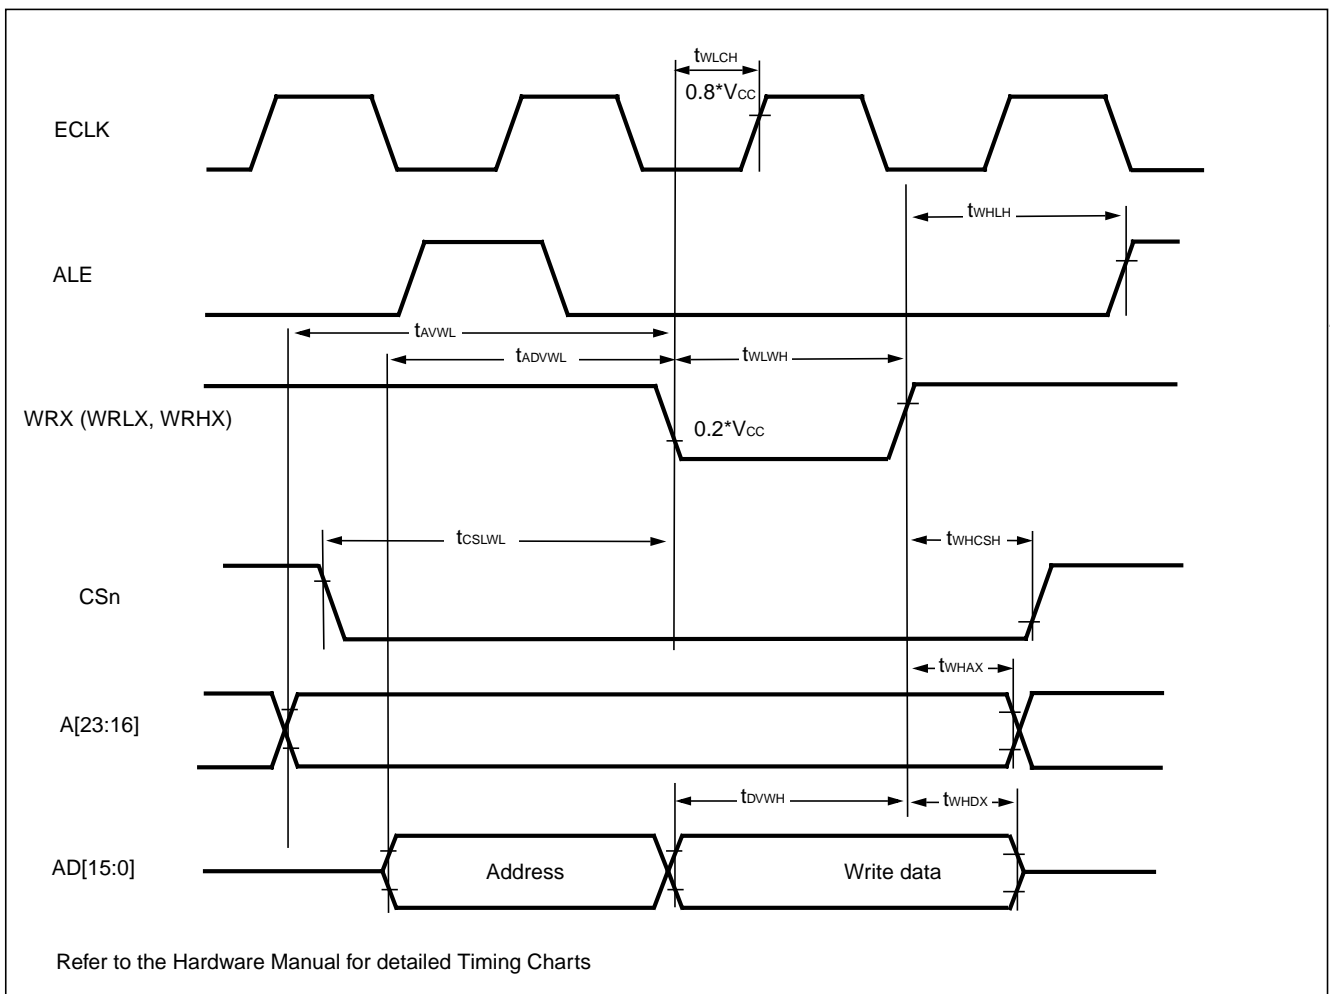 tWLCH
0.8*VCC
ECLK
tWHLH
ALE
tAVWL
tADVWL
tWLWH
WRX (WRLX, WRHX)
0.2*VCC
tCSLWL
tWHCSH
CSn
tWHAX
A[23:16]
tDVWH
tWHDX
AD[15:0]
Address
Write data
Refer to the Hardware Manual for detailed Timing Charts